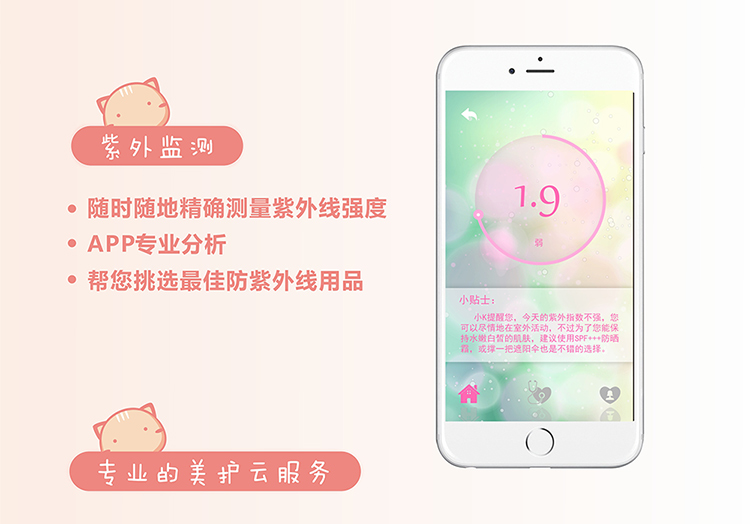 紫外监测
随时随地精确测量紫外线强度
APP专业分析
帮您挑选最佳防紫外线用品
专业的美护云服务
1.9
弱
小贴士：
小K提醒您，今天的紫外指数不强，您
可以尽情地在室外活动，不过为了您能保
持水嫩白皙的肌肤，建议使用SPF+++防晒
霜，或撑一把遮阳伞也是不错的选择。